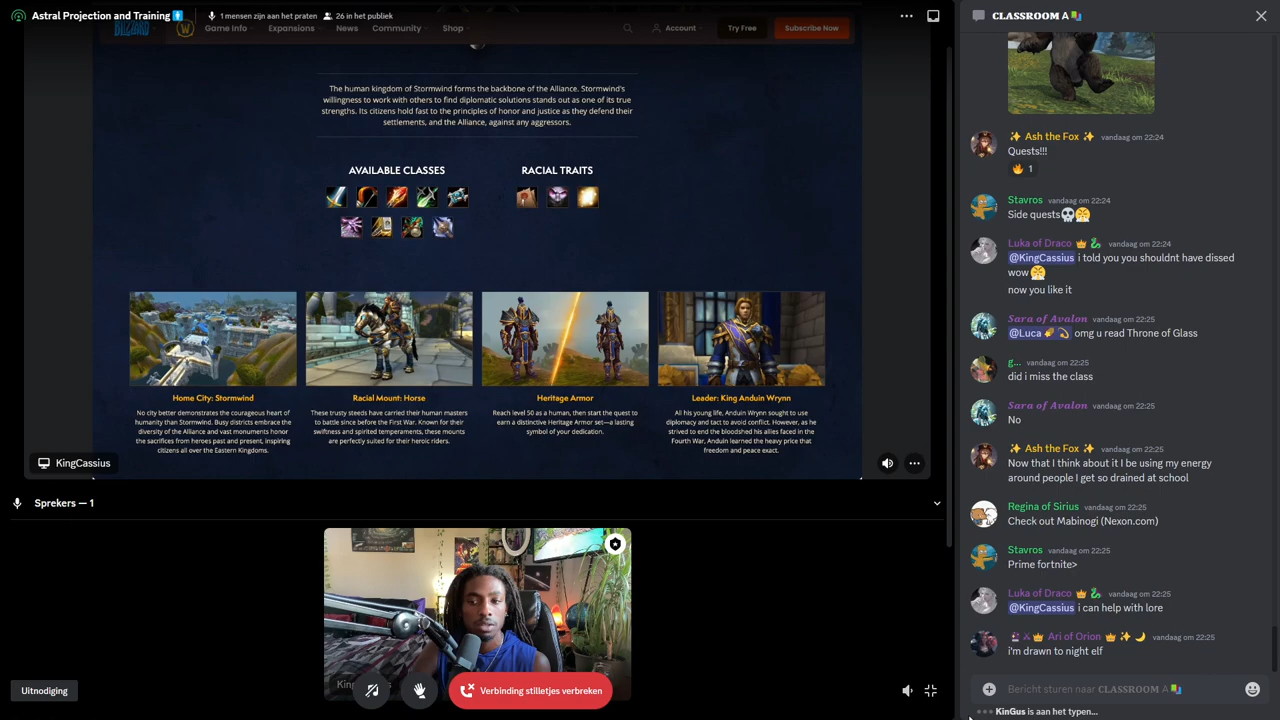 Astral Projection and Training
1 mensen zijn aan het praten
26 in het publiek
BLIZZARD
W
Game Info
Expansions
News
Community
Shop
Account
Try Free
Subscribe Now
The human kingdom of Stormwind forms the backbone of the Alliance. Stormwind's
willingness to work with others to find diplomatic solutions stands out as one of its true
strengths. Its citizens hold fast to the principles of honor and justice as they defend their
settlements, and the Alliance, against any aggressors.
AVAILABLE CLASSES
RACIAL TRAITS
Home City: Stormwind
No city better demonstrates the courageous heart of
humanity than Stormwind. Busy districts embrace the
diversity of the Alliance and vast monuments honor
the sacrifices from heroes past and present, inspiring
citizens all over the Eastern Kingdoms.
Racial Mount: Horse
These trusty steeds have carried their human masters
to battle since before the First War. Known for their
swiftness and spirited temperaments, these mounts
are perfectly suited for their heroic riders.
Heritage Armor
Reach level 50 as a human, then start the quest to
earn a distinctive Heritage Armor set—a lasting
symbol of your dedication.
Leader: King Anduin Wrynn
All his young life, Anduin Wrynn sought to use
diplomacy and tact to avoid conflict. However, as he
strived to end the bloodshed his allies faced in the
Fourth War, Anduin learned the heavy price that
freedom and peace exact.
KingCassius
Sprekers — 1
Uitnodiging
Verbinding stilletjes verbreken
CLASSROOM A
✨ Ash the Fox ✨ vandaag om 22:24
Quests!!!
🔥 1
Stavros vandaag om 22:24
Side quests💀😤
Luka of Draco 👑 🐉 vandaag om 22:24
@KingCassius i told you you shouldnt have dissed
wow😤
now you like it
Sara of Avalon vandaag om 22:25
@Luca omg u read Throne of Glass
g... vandaag om 22:25
did i miss the class
Sara of Avalon vandaag om 22:25
No
✨ Ash the Fox ✨ vandaag om 22:25
Now that I think about it I be using my energy
around people I get so drained at school
Regina of Sirius vandaag om 22:25
Check out Mabinogi (Nexon.com)
Stavros vandaag om 22:25
Prime fortnite>
Luka of Draco 👑 🐉 vandaag om 22:25
@KingCassius i can help with lore
Ari of Orion 👑 ✨ 🌙 vandaag om 22:25
i'm drawn to night elf
Bericht sturen naar CLASSROOM A
KinGus is aan het typen...